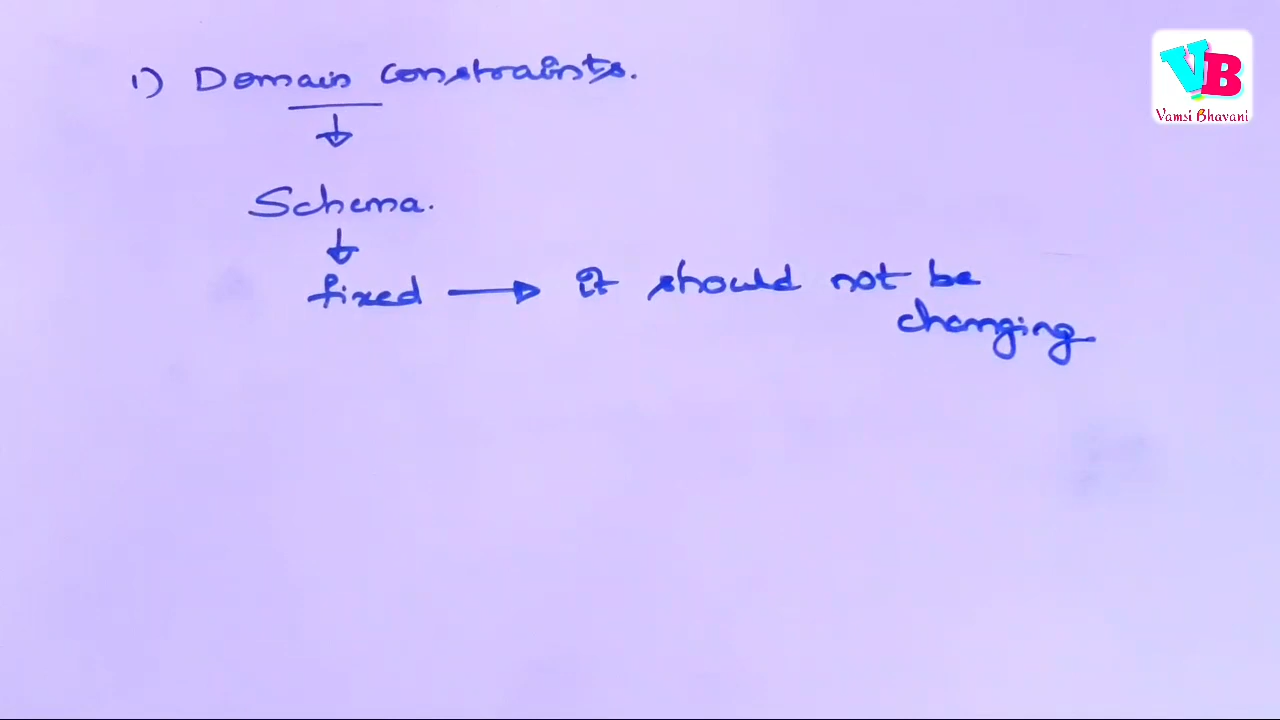 1) Domain constraints.
Schema.
fixed → it should not be
changing
VB
Vamsi Bhavani